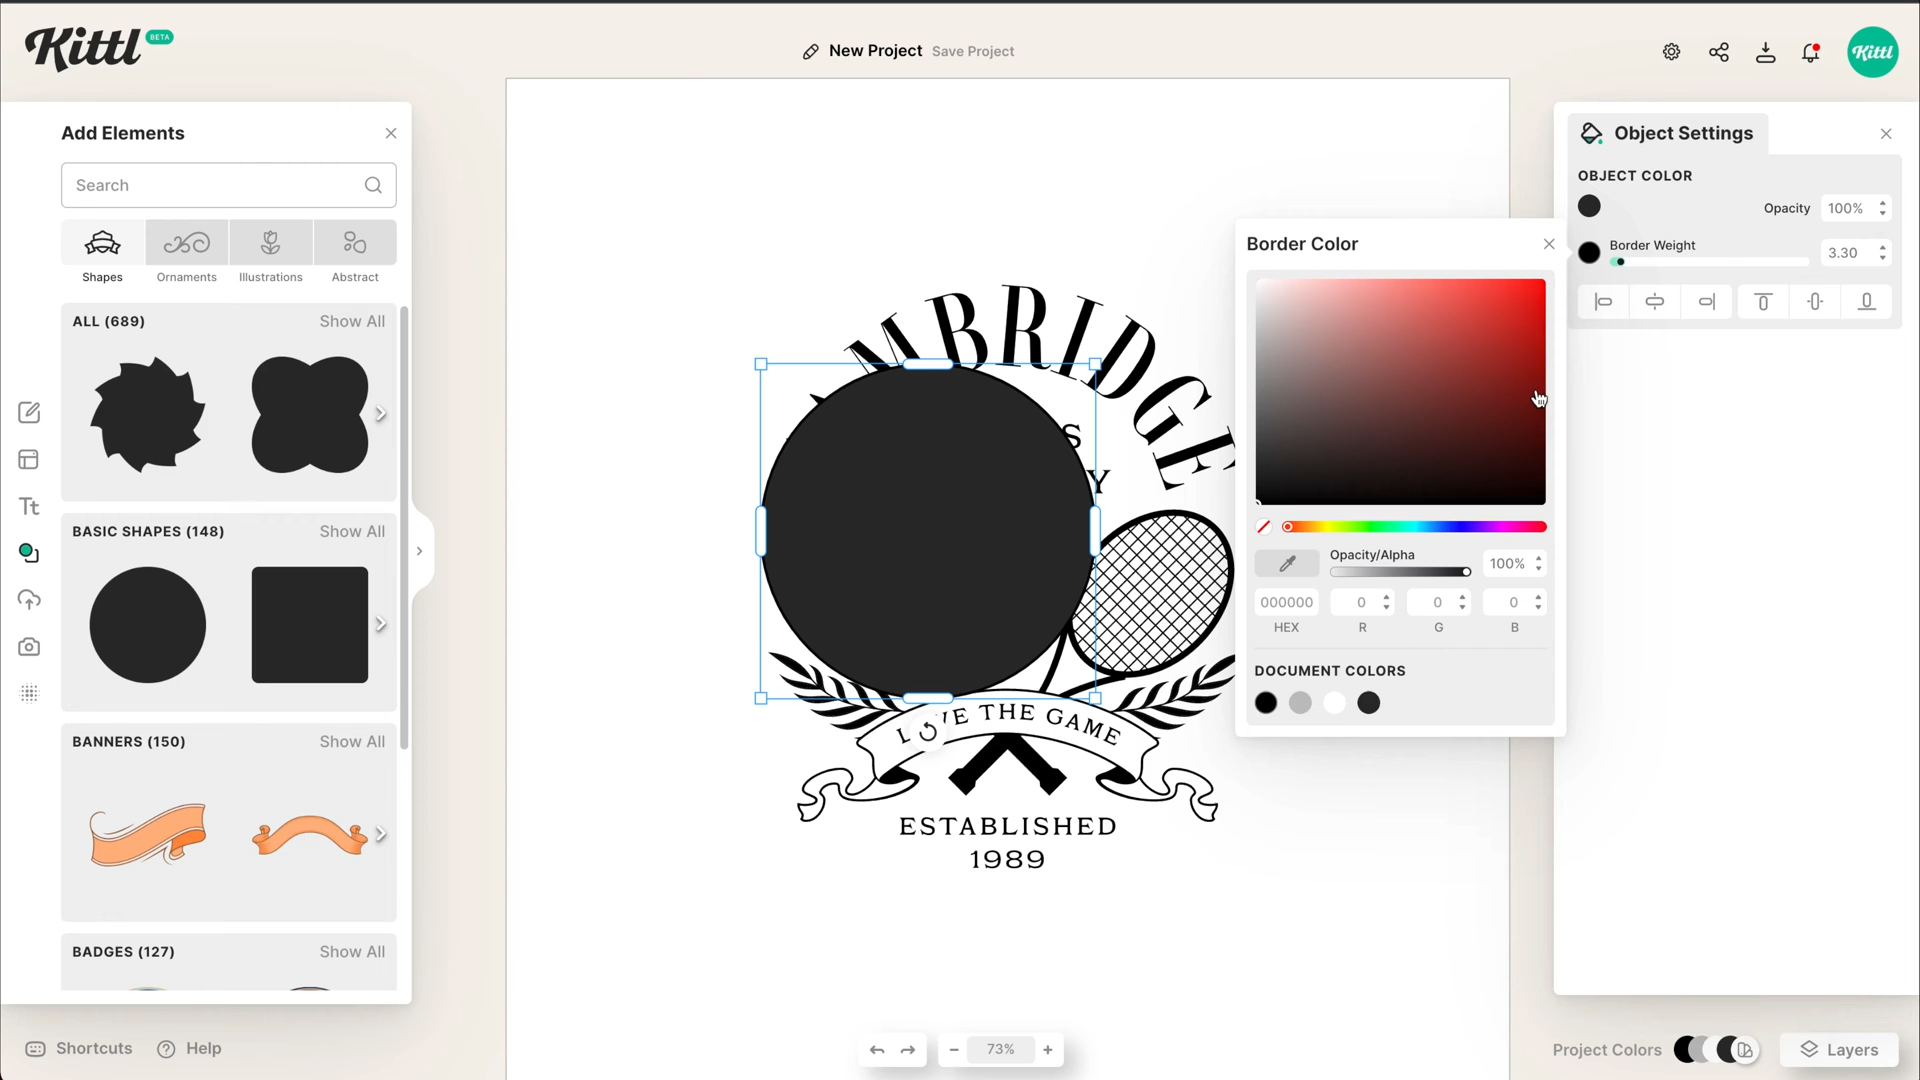 Kittl BETA
New Project Save Project
Kittl
Add Elements
Search
Shapes Ornaments Illustrations Abstract
ALL (689) Show All
BASIC SHAPES (148) Show All
BANNERS (150) Show All
BADGES (127) Show All
Tt
Shortcuts Help
MBRIDGE
S
Y
VE THE GAME
ESTABLISHED
1989
73%
Border Color
Opacity/Alpha 100%
000000 0 0 0
HEX R G B
DOCUMENT COLORS
Object Settings
OBJECT COLOR
Opacity 100%
Border Weight 3.30
Project Colors Layers